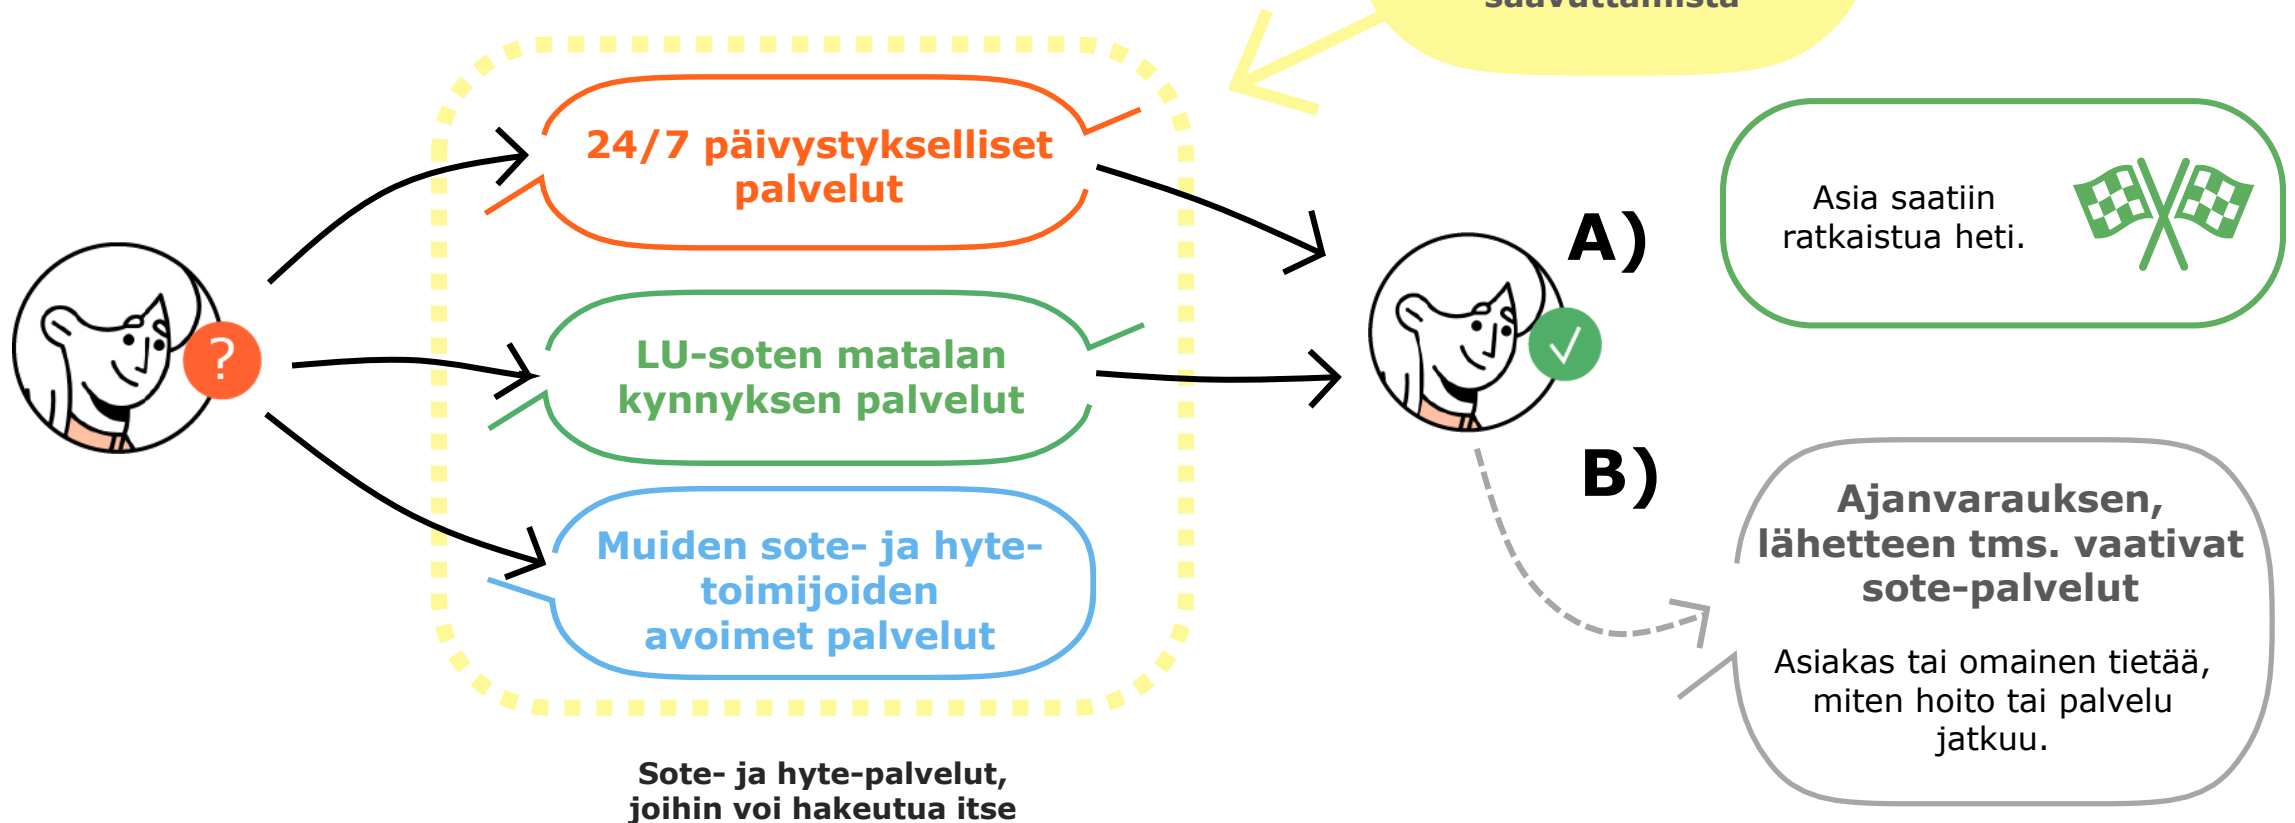 saavuttamista
24/7 päivystykselliset
palvelut
LU-soten matalan
kynnyksen palvelut
Muiden sote- ja hyte-
toimijoiden
avoimet palvelut
Sote- ja hyte-palvelut,
joihin voi hakeutua itse
?
A)
Asia saatiin
ratkaistua heti.
B)
Ajanvarauksen,
lähetteen tms. vaativat
sote-palvelut
Asiakas tai omainen tietää,
miten hoito tai palvelu
jatkuu.